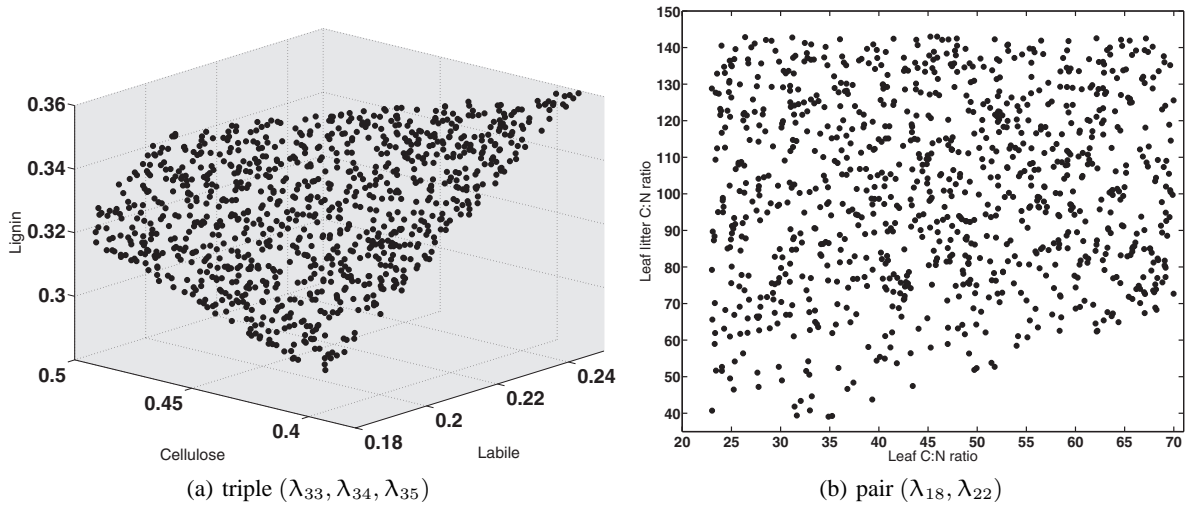 0.36
0.34
0.32
0.3
Lignin
0.5
0.45
0.4
Cellulose
0.18
0.2
0.22
0.24
Labile
(a) triple (λ33, λ34, λ35)
150
140
130
120
110
100
90
80
70
60
50
40
Leaf litter C:N ratio
20 25 30 35 40 45 50 55 60 65 70
Leaf C:N ratio
(b) pair (λ18, λ22)